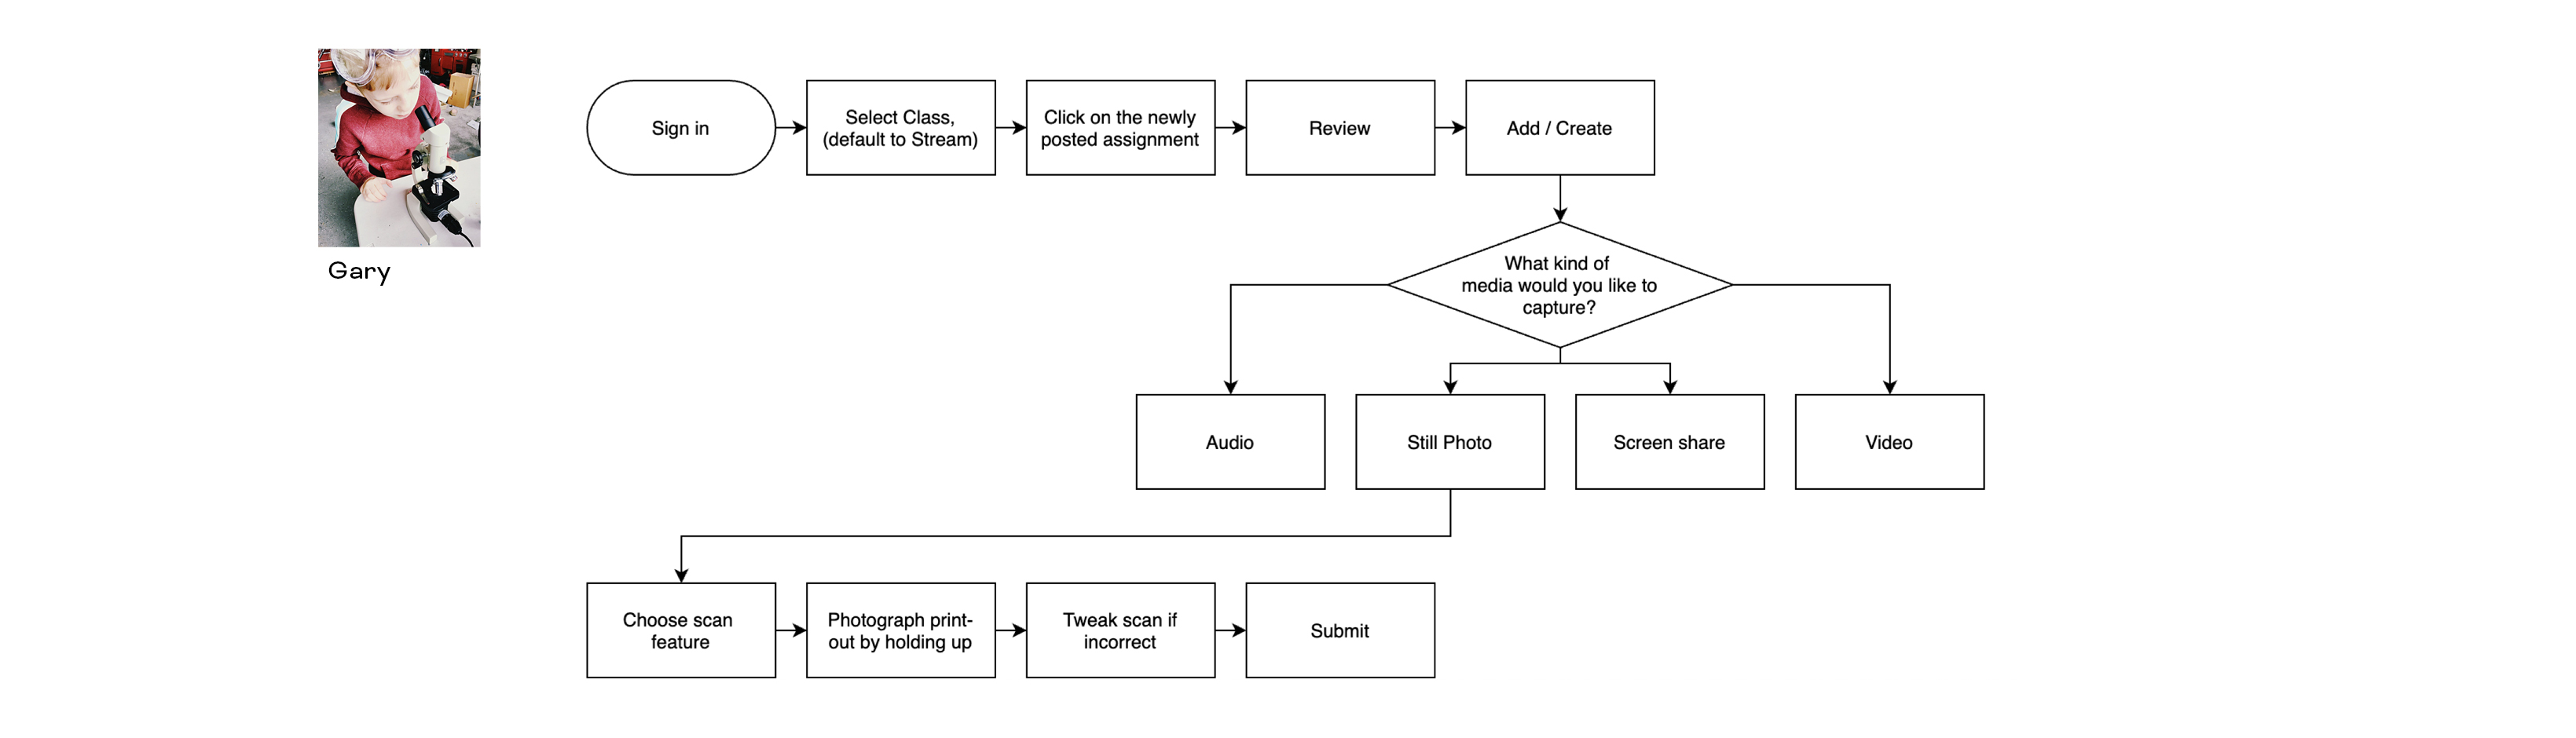 Gary
Sign in
Select Class,
(default to Stream)
Click on the newly
posted assignment
Review
Add / Create
What kind of
media would you like to
capture?
Audio
Still Photo
Screen share
Video
Choose scan
feature
Photograph print-
out by holding up
Tweak scan if
incorrect
Submit